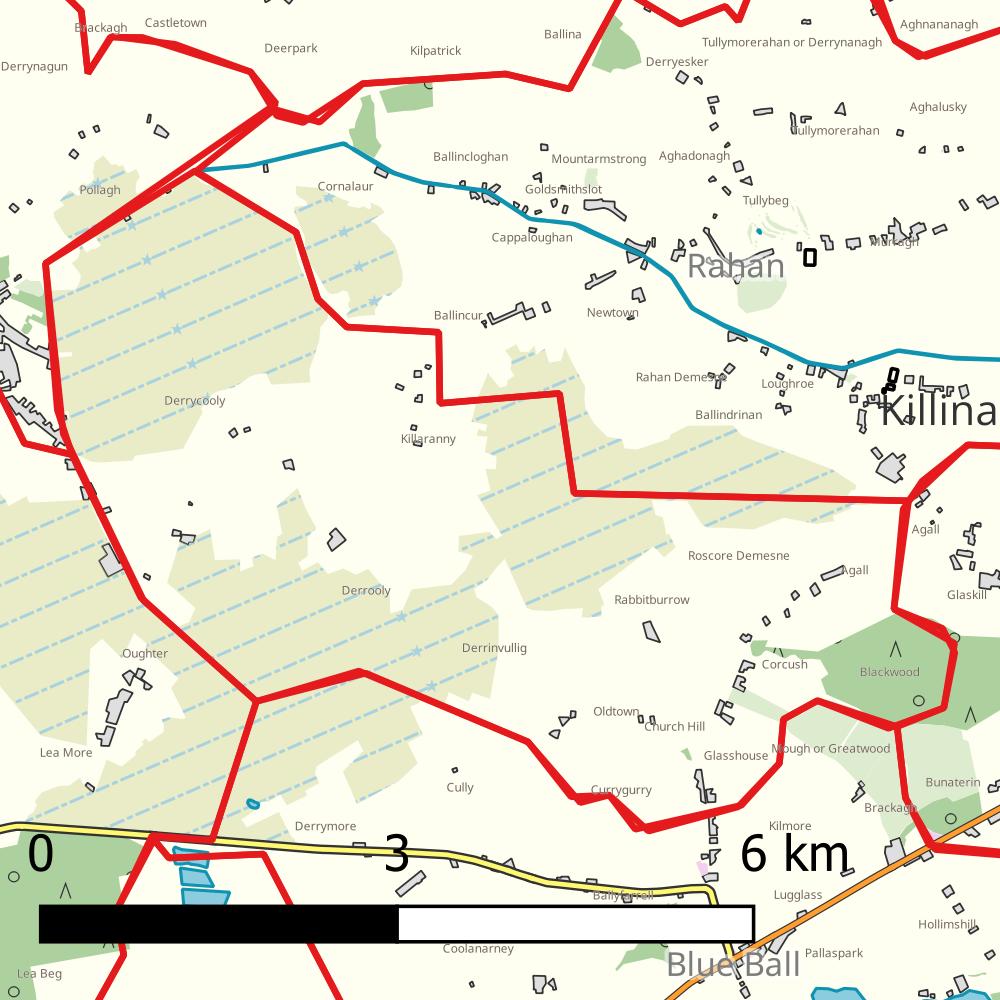 Brackagh
Castletown
Aghnananagh
Deerpark
Kilpatrick
Ballina
Tullymorerahan or Derrynanagh
Derrynagun
Derryesker
Aghalusky
Tullymorerahan
Ballincloghan
Mountarmstrong
Aghadonagh
Pollagh
Cornalaur
Goldsmithslot
Tullybeg
Cappaloughan
Murragh
Rahan
Ballincur
Newtown
Rahan Demesne
Loughroe
Derrycooly
Ballindrinan
Killina
Killaranny
Agall
Roscore Demesne
Agall
Derrooly
Rabbitburrow
Glaskill
Oughter
Derrinvullig
Corcush
Blackwood
Oldtown
Church Hill
Lea More
Glasshouse
Mough or Greatwood
Cully
Currygurry
Bunaterin
Brackagh
Derrymore
Kilmore
0 3 6 km
Ballyfarrell
Lugglass
Hollimshill
Coolanarney
Pallaspark
Blue Ball
Lea Beg